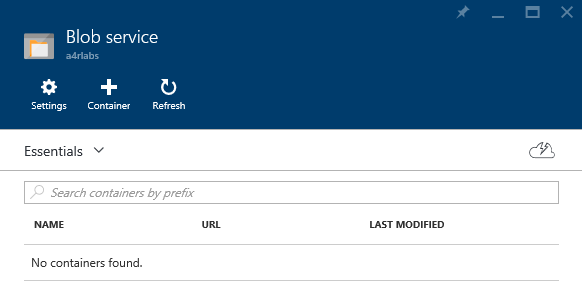 Blob service
a4rlabs
Settings Container Refresh
Essentials
Search containers by prefix
NAME URL LAST MODIFIED
No containers found.